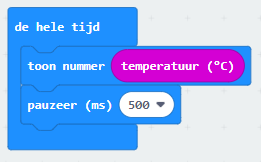 de hele tijd
toon nummer temperatuur (°C)
pauzeer (ms) 500